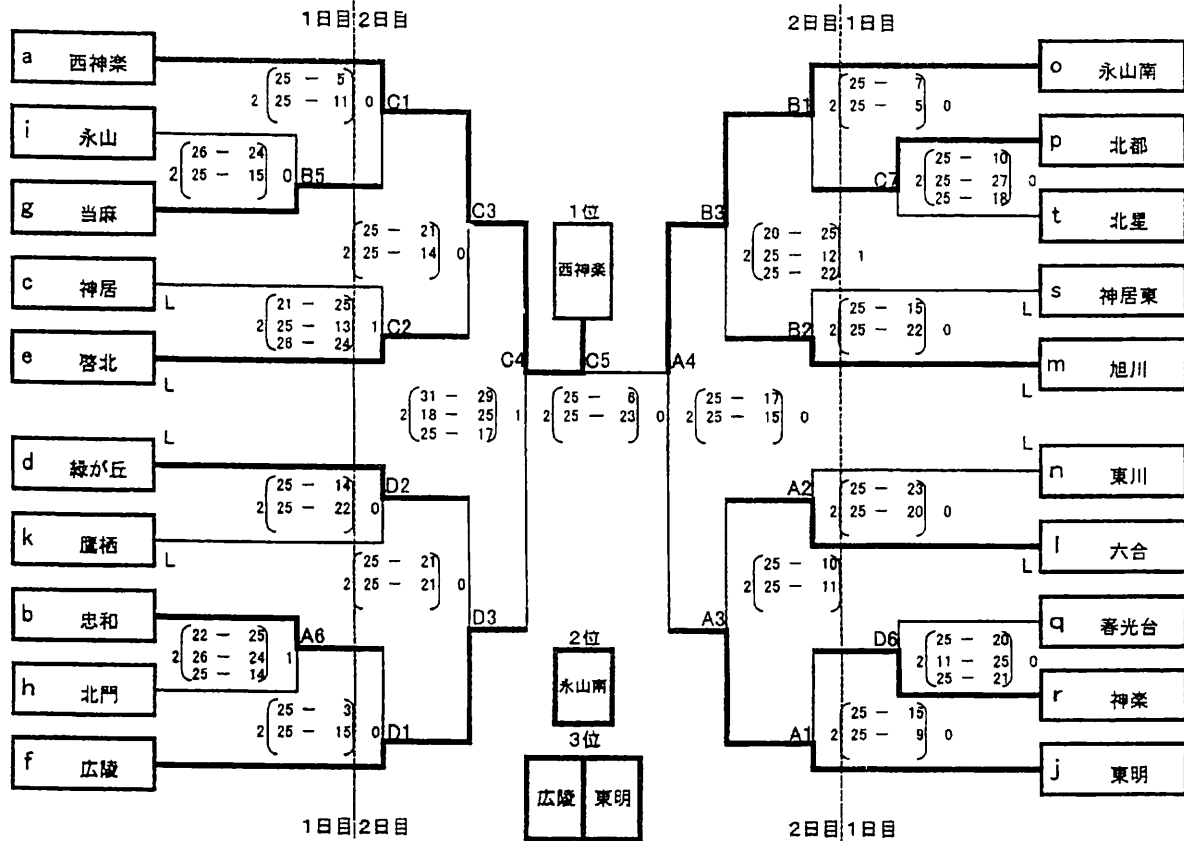 1日目 2日目
2日目 1日目
a 西神楽
25 - 5
2 25 - 11 0
C1
i 永山
26 - 24
2 25 - 15 0
B5
g 当麻
C3
25 - 21
2 25 - 14 0
c 神居
L
21 - 25
2 25 - 13 1
26 - 24
C2
e 啓北
L
L
d 緑が丘
25 - 14
2 25 - 22 0
D2
k 鷹栖
L
25 - 21
2 25 - 21 0
D3
b 忠和
22 - 25
2 26 - 24 1
25 - 14
A6
h 北門
25 - 3
2 25 - 15 0
D1
f 広陵
1日目 2日目
1位
西神楽
C4
C5
A4
31 - 29
2 18 - 25 1
25 - 17
25 - 6
2 25 - 23 0
25 - 17
2 25 - 15 0
2位
永山南
3位
広陵 東明
o 永山南
B1
25 - 7
2 25 - 5 0
p 北都
C7
25 - 10
2 25 - 27 0
25 - 18
t 北星
B3
20 - 25
2 25 - 12 1
25 - 22
s 神居東
L
B2
25 - 15
2 25 - 22 0
m 旭川
L
L
n 東川
A2
25 - 23
2 25 - 20 0
l 六合
L
25 - 10
2 25 - 11
A3
q 春光台
D6
25 - 20
2 11 - 25 0
25 - 21
r 神楽
A1
25 - 15
2 25 - 9 0
j 東明
2日目 1日目